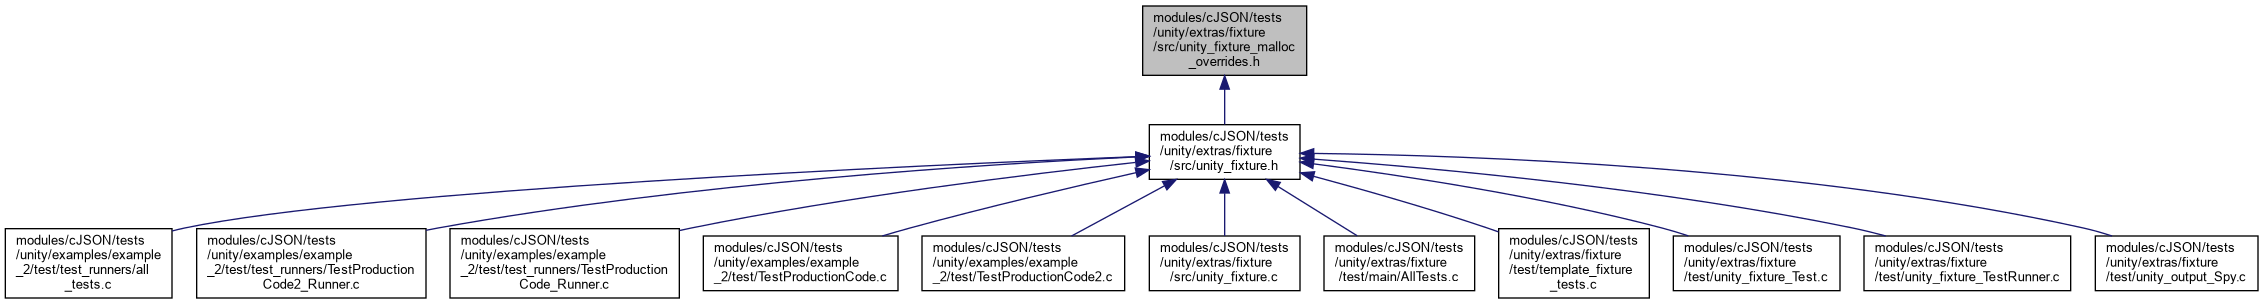 modules/cJSON/tests
/unity/extras/fixture
/src/unity_fixture_malloc
_overrides.h
modules/cJSON/tests
/unity/extras/fixture
/src/unity_fixture.h
modules/cJSON/tests
/unity/examples/example
_2/test/test_runners/all
_tests.c
modules/cJSON/tests
/unity/examples/example
_2/test/test_runners/TestProduction
Code2_Runner.c
modules/cJSON/tests
/unity/examples/example
_2/test/test_runners/TestProduction
Code_Runner.c
modules/cJSON/tests
/unity/examples/example
_2/test/TestProductionCode.c
modules/cJSON/tests
/unity/examples/example
_2/test/TestProductionCode2.c
modules/cJSON/tests
/unity/extras/fixture
/src/unity_fixture.c
modules/cJSON/tests
/unity/extras/fixture
/test/main/AllTests.c
modules/cJSON/tests
/unity/extras/fixture
/test/template_fixture
_tests.c
modules/cJSON/tests
/unity/extras/fixture
/test/unity_fixture_Test.c
modules/cJSON/tests
/unity/extras/fixture
/test/unity_fixture_TestRunner.c
modules/cJSON/tests
/unity/extras/fixture
/test/unity_output_Spy.c